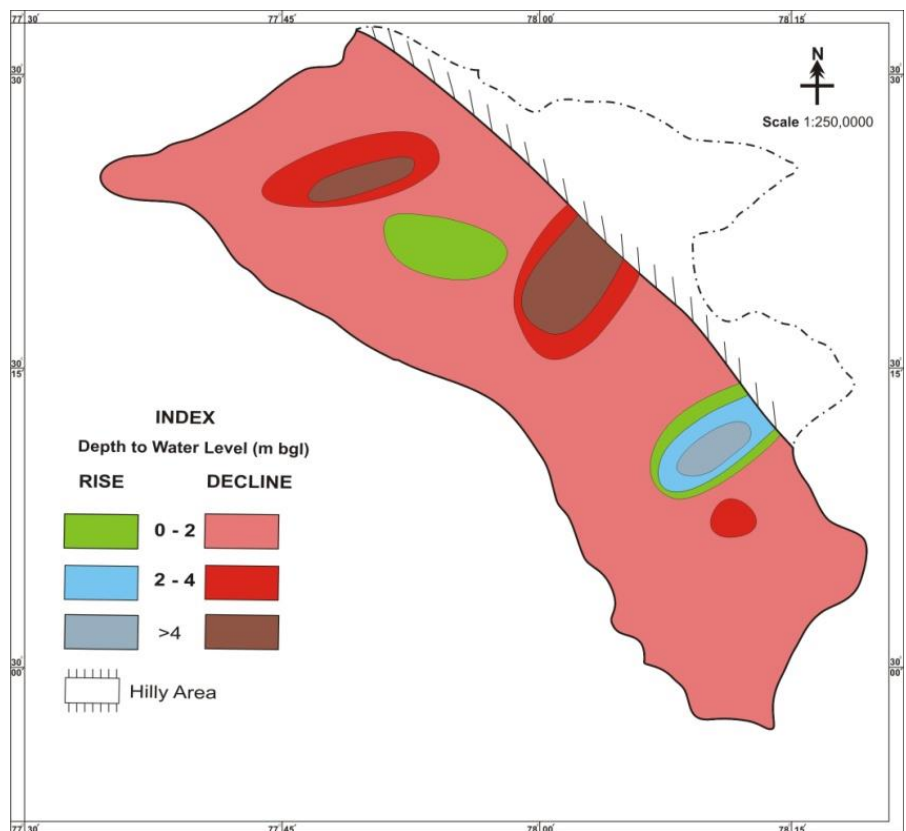 77°30' 77°45' 78°00' 78°15'
N
Scale 1:250,0000
30
30
30
30
30
15
30
15
INDEX
Depth to Water Level (m bgl)
RISE DECLINE
0 - 2
2 - 4
>4
Hilly Area
30
00
30
00
77°30' 77°45' 78°00' 78°15'